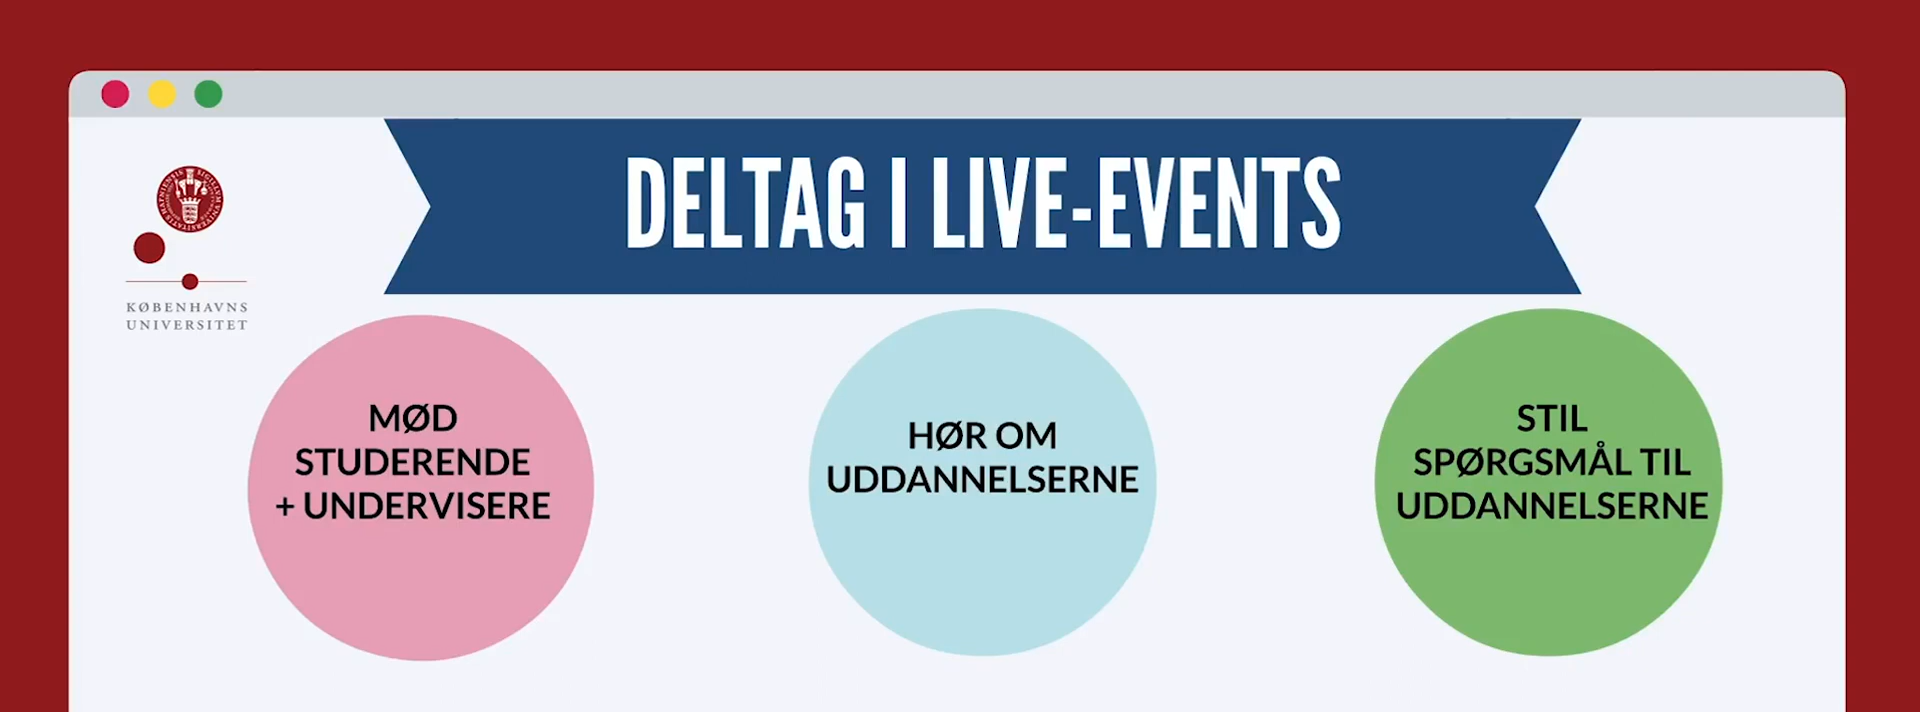 DELTAG I LIVE-EVENTS
KØBENHAVNS
UNIVERSITET
MØD
STUDERENDE
+ UNDERVISERE
HØR OM
UDDANNELSERNE
STIL
SPØRGSMÅL TIL
UDDANNELSERNE